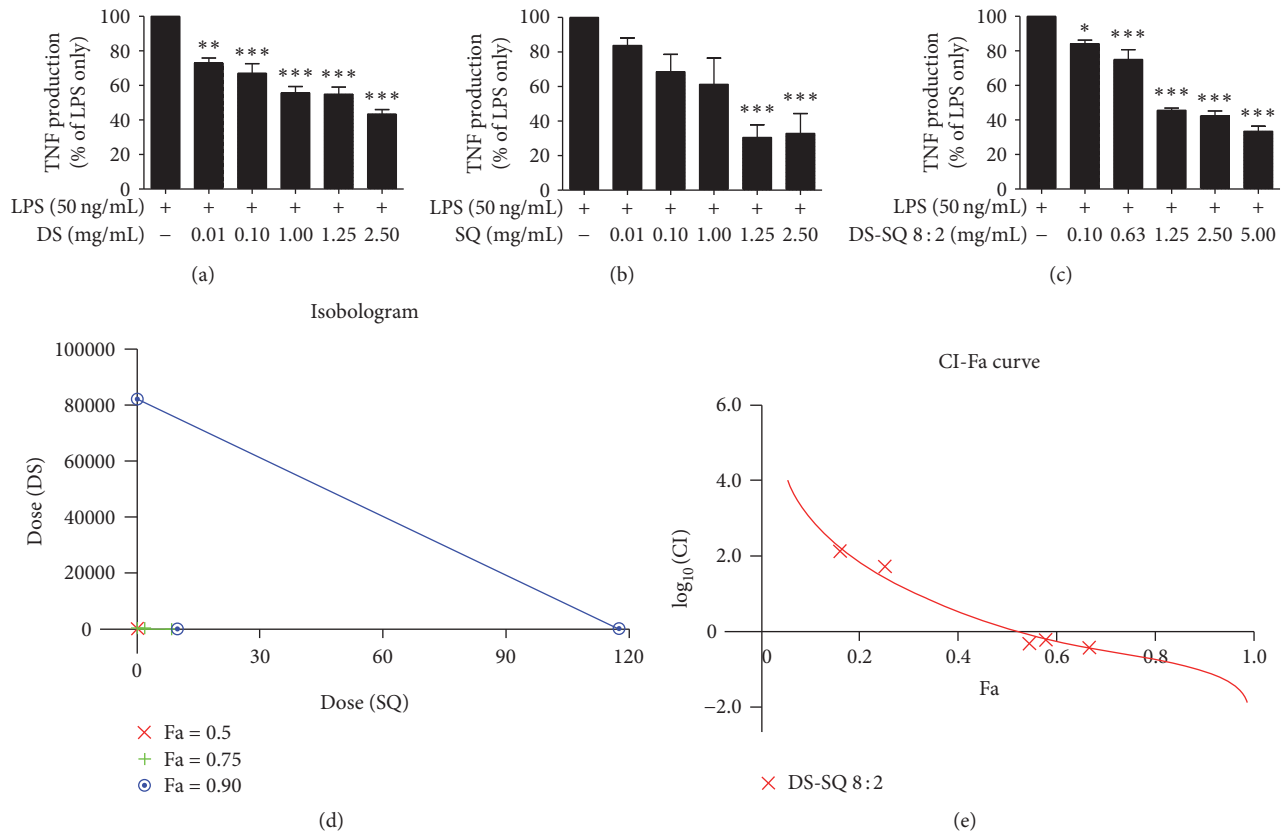 TNF production
(% of LPS only)
100
80
60
40
20
0
** *** *** *** ***
LPS (50 ng/mL) + + + + + +
DS (mg/mL) − 0.01 0.10 1.00 1.25 2.50
(a)
TNF production
(% of LPS only)
100
80
60
40
20
0
*** ***
LPS (50 ng/mL) + + + + + +
SQ (mg/mL) − 0.01 0.10 1.00 1.25 2.50
(b)
TNF production
(% of LPS only)
100
80
60
40
20
0
* *** *** *** ***
LPS (50 ng/mL) + + + + + +
DS-SQ 8 : 2 (mg/mL) − 0.10 0.63 1.25 2.50 5.00
(c)
Isobologram
Dose (DS)
100000
80000
60000
40000
20000
0
0 30 60 90 120
Dose (SQ)
Fa = 0.5
Fa = 0.75
Fa = 0.90
(d)
CI-Fa curve
log₁₀(CI)
6.0
4.0
2.0
0
−2.0
0 0.2 0.4 0.6 0.8 1.0
Fa
DS-SQ 8 : 2
(e)